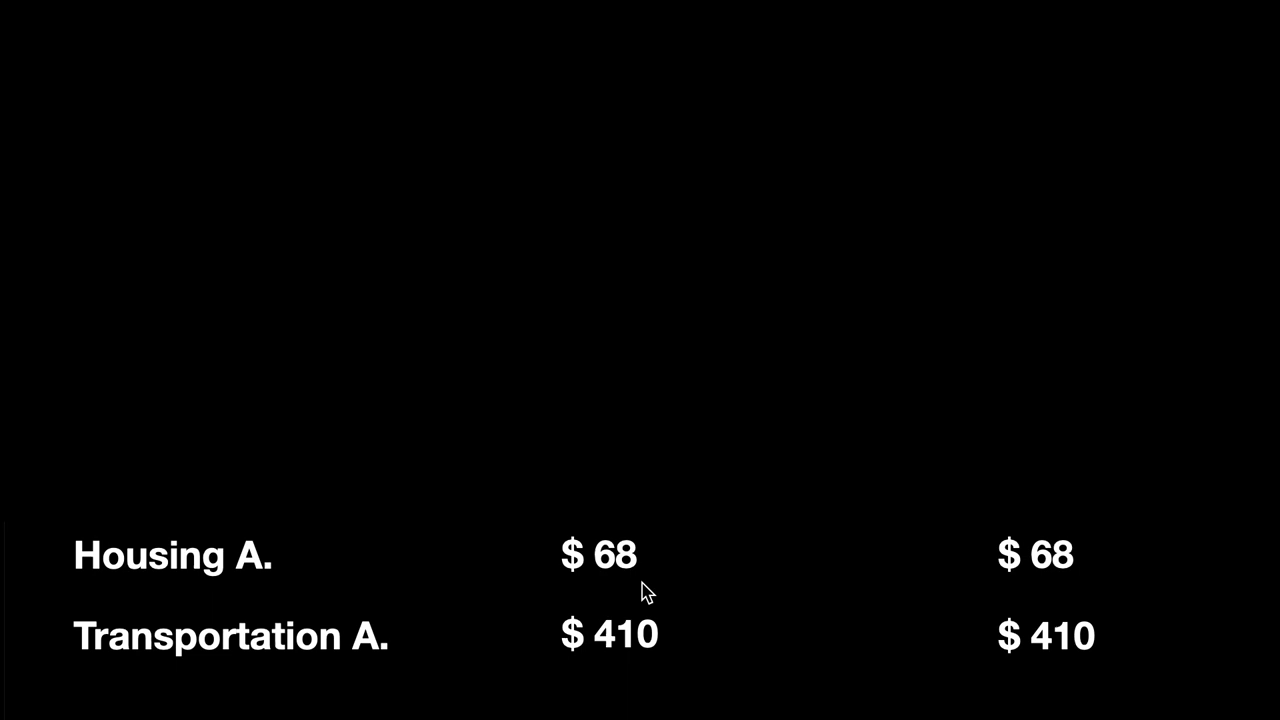 Housing A. $ 68 $ 68
Transportation A. $ 410 $ 410